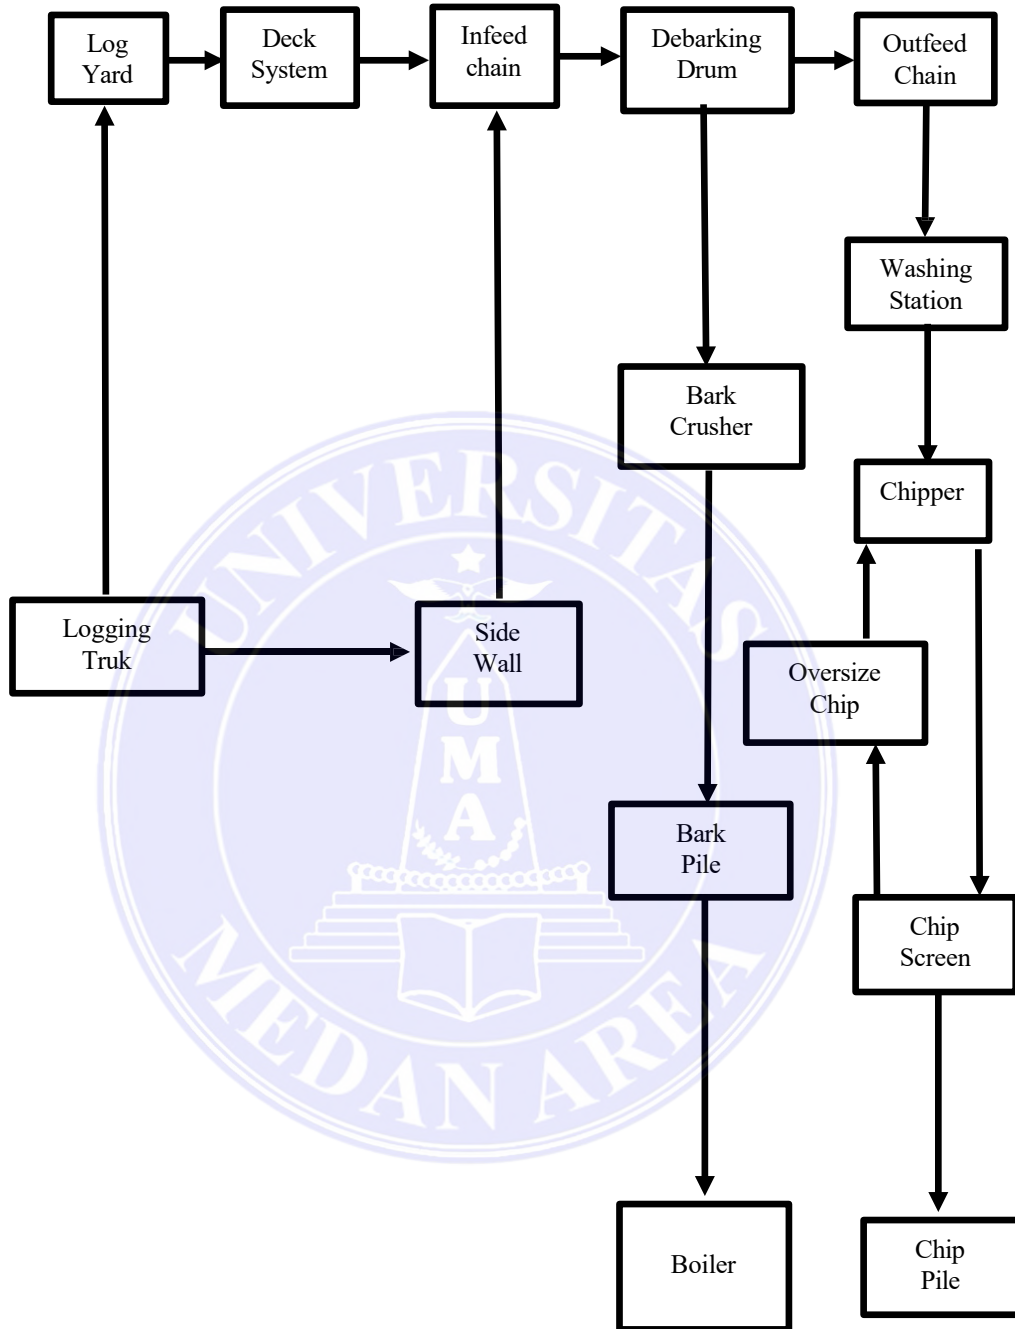 Log
Yard
Deck
System
Infeed
chain
Debarking
Drum
Outfeed
Chain
Washing
Station
Bark
Crusher
Chipper
Logging
Truk
Side
Wall
Oversize
Chip
Bark
Pile
Chip
Screen
Boiler
Chip
Pile
UNIVERSITAS
UMA
MEDAN AREA